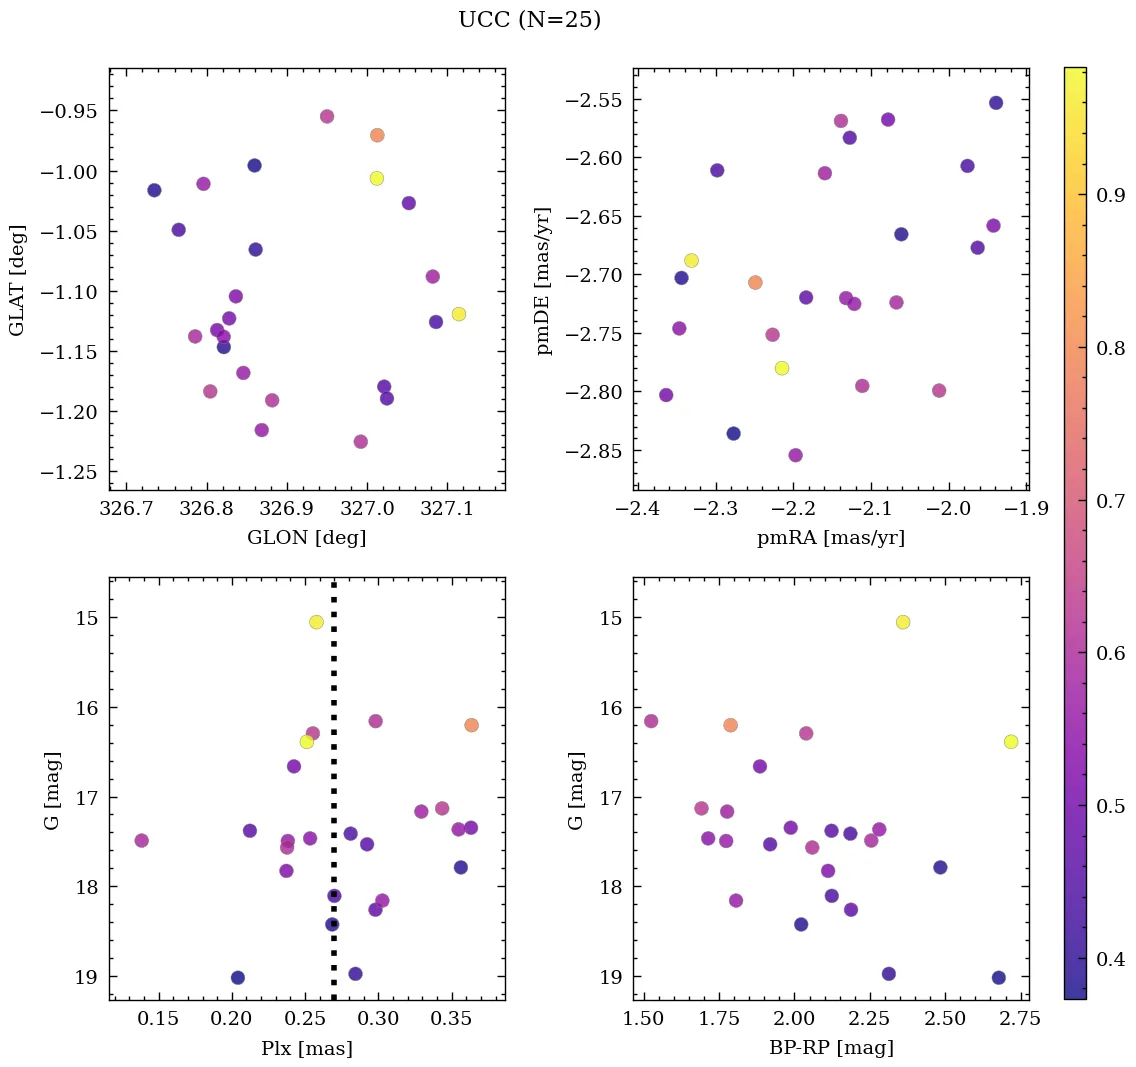 UCC (N=25)
−0.95
−1.00
−1.05
−1.10
−1.15
−1.20
−1.25
GLAT [deg]
326.7 326.8 326.9 327.0 327.1
GLON [deg]
−2.55
−2.60
−2.65
−2.70
−2.75
−2.80
−2.85
pmDE [mas/yr]
−2.4 −2.3 −2.2 −2.1 −2.0 −1.9
pmRA [mas/yr]
15
16
17
18
19
G [mag]
0.15 0.20 0.25 0.30 0.35
Plx [mas]
15
16
17
18
19
G [mag]
1.50 1.75 2.00 2.25 2.50 2.75
BP-RP [mag]
0.9
0.8
0.7
0.6
0.5
0.4